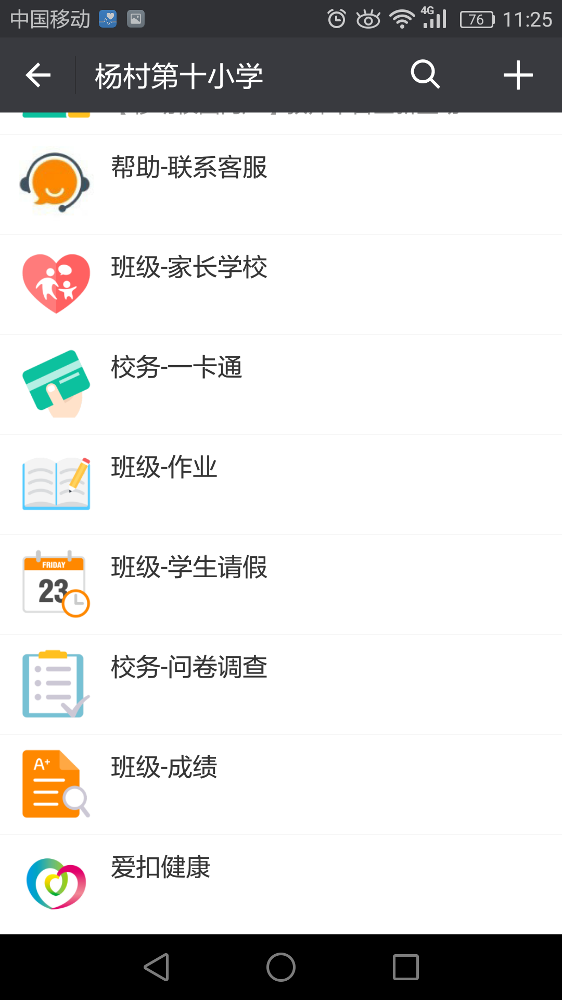 中国移动 4G 76 11:25
杨村第十小学
帮助-联系客服
班级-家长学校
校务-一卡通
班级-作业
FRIDAY
23
班级-学生请假
校务-问卷调查
A+
班级-成绩
爱扣健康